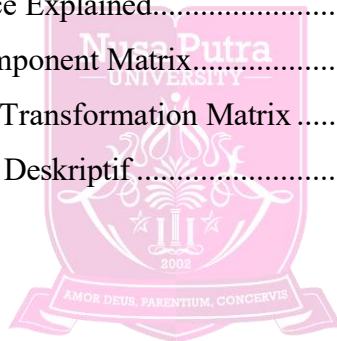 ce Explained
Nusa Putra
mponent Matrix
UNIVERSITY
Transformation Matrix
Deskriptif
2002
AMOR DEUS, PARENTIUM, CONCERVIS